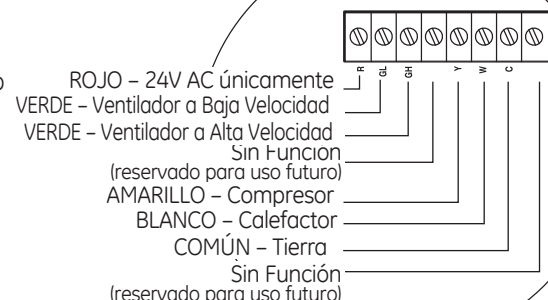 R GL GH Y W C
o
ROJO – 24V AC únicamente
VERDE – Ventilador a Baja Velocidad
VERDE – Ventilador a Alta Velocidad
Sin Función
(reservado para uso futuro)
AMARILLO – Compresor
BLANCO – Calefactor
COMÚN – Tierra
Sin Función
(reservado para uso futuro)